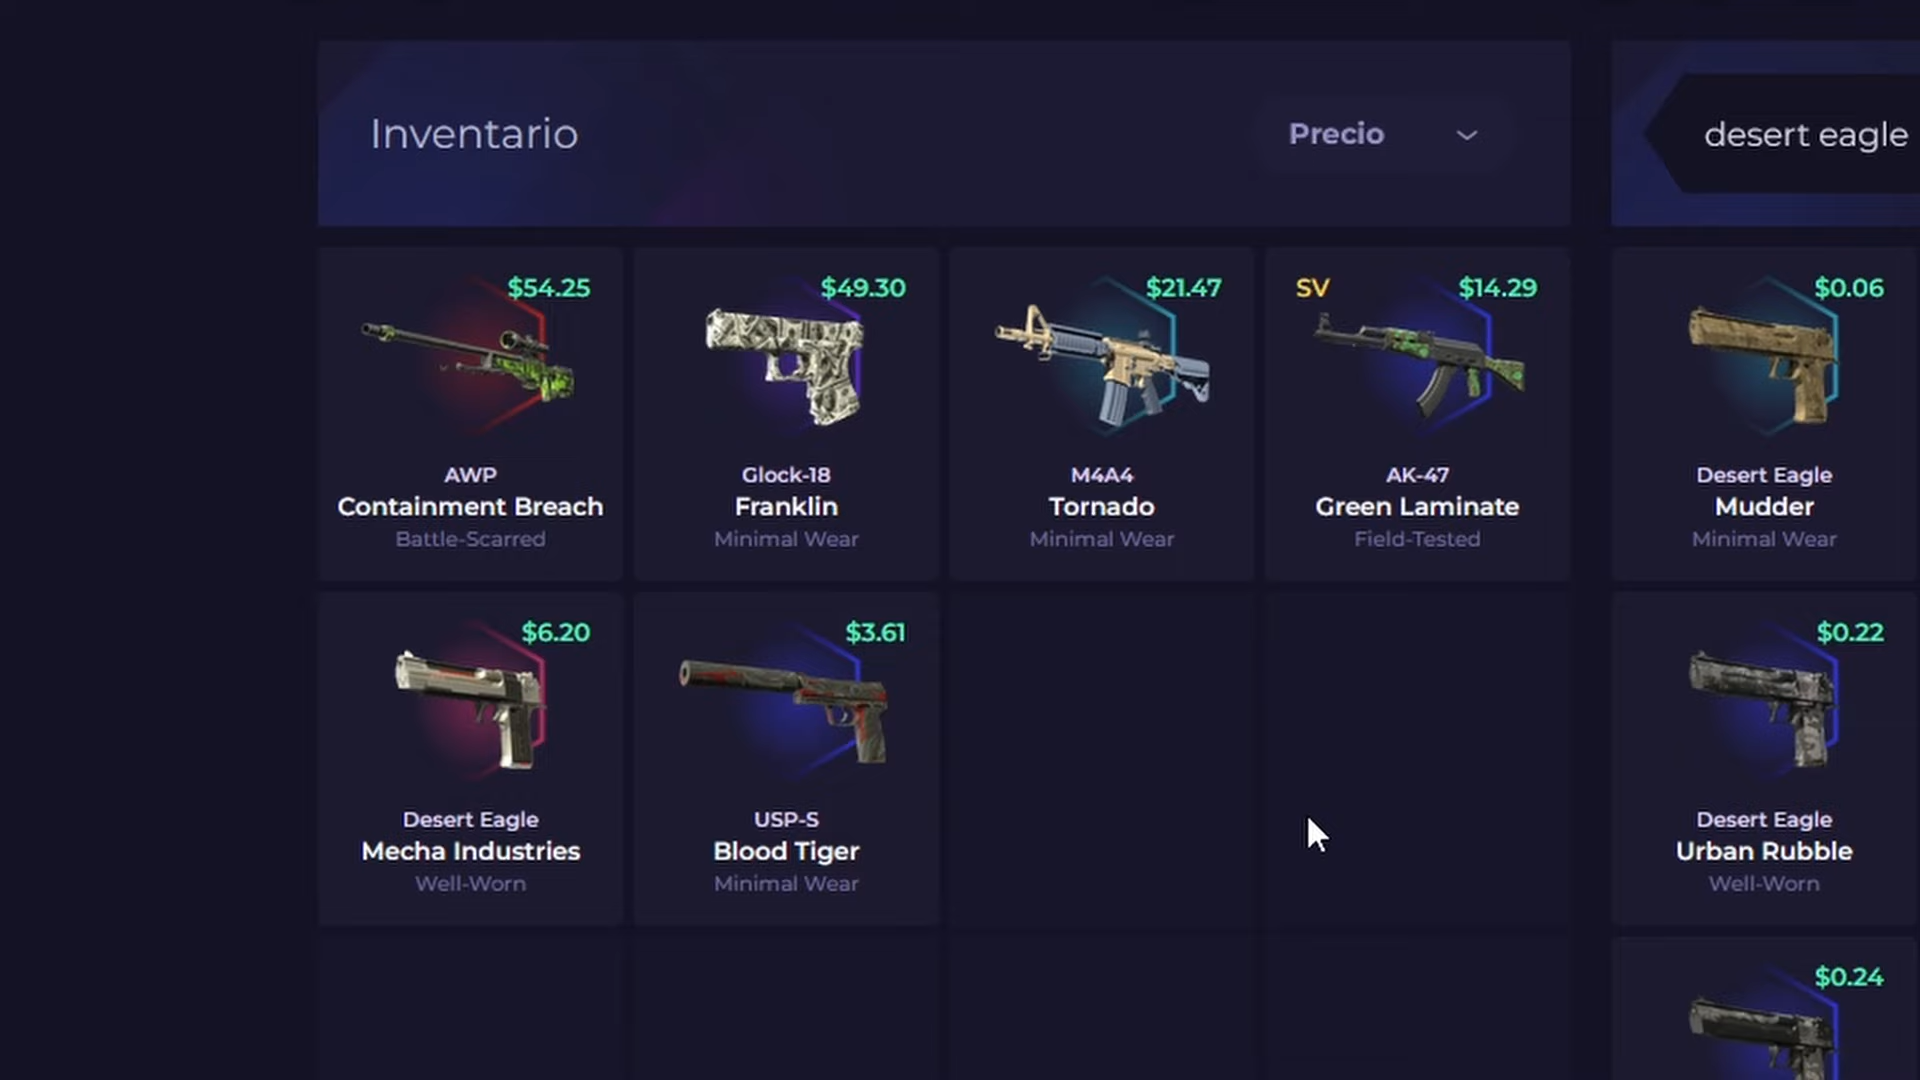 Inventario
Precio
desert eagle
$54.25
AWP
Containment Breach
Battle-Scarred
$49.30
Glock-18
Franklin
Minimal Wear
$21.47
M4A4
Tornado
Minimal Wear
SV
$14.29
AK-47
Green Laminate
Field-Tested
$0.06
Desert Eagle
Mudder
Minimal Wear
$6.20
Desert Eagle
Mecha Industries
Well-Worn
$3.61
USP-S
Blood Tiger
Minimal Wear
$0.22
Desert Eagle
Urban Rubble
Well-Worn
$0.24